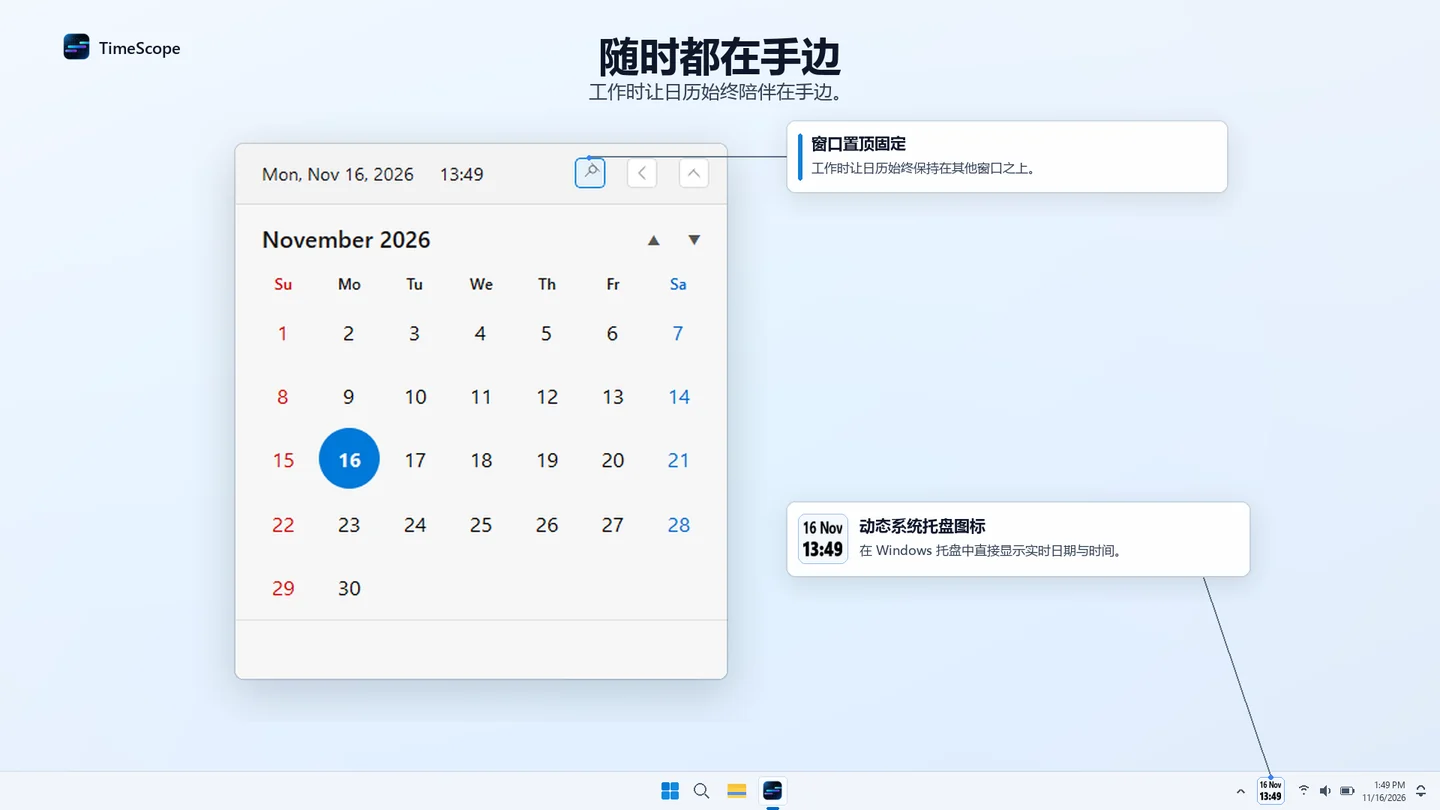 TimeScope
随时都在手边
工作时让日历始终陪伴在手边。
窗口置顶固定
工作时让日历始终保持在其他窗口之上。
Mon, Nov 16, 2026 13:49
November 2026
Su Mo Tu We Th Fr Sa
1 2 3 4 5 6 7
8 9 10 11 12 13 14
15 16 17 18 19 20 21
22 23 24 25 26 27 28
29 30
16 Nov
13:49
动态系统托盘图标
在 Windows 托盘中直接显示实时日期与时间。
16 Nov
13:49
1:49 PM
11/16/2026